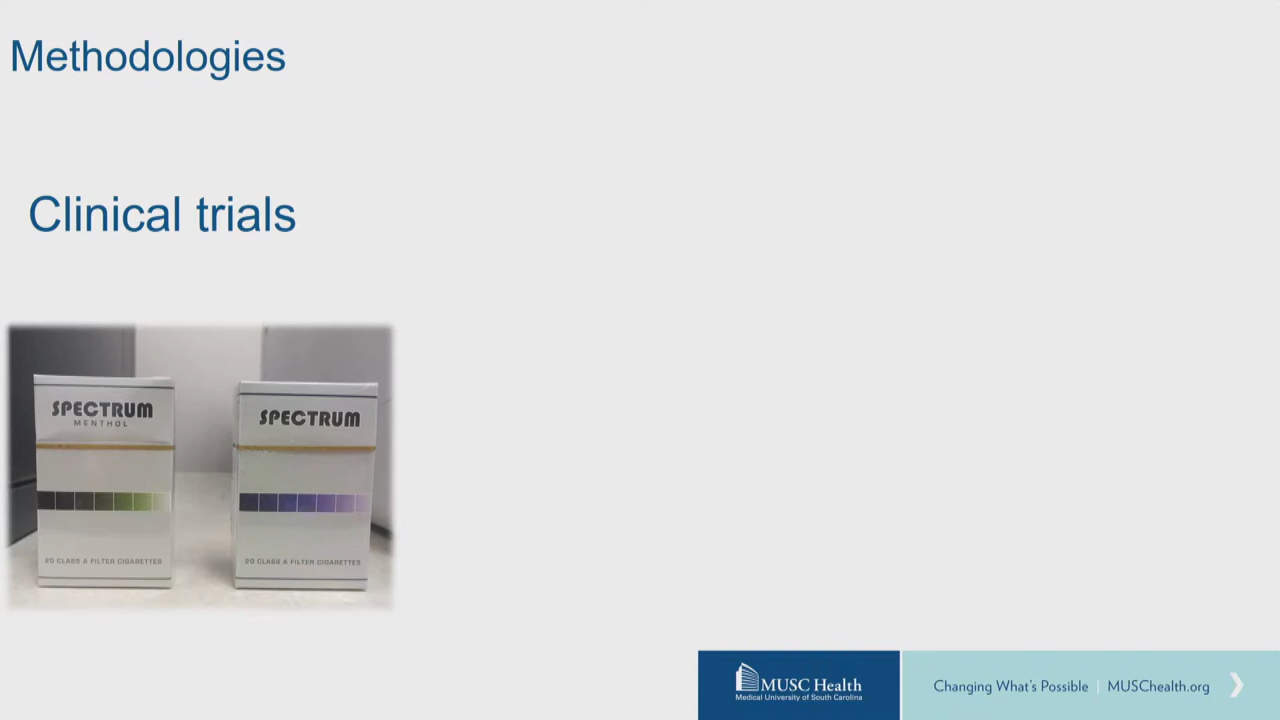 Methodologies
Clinical trials
SPECTRUM
MENTHOL
20 CLASS A FILTER CIGARETTES
SPECTRUM
20 CLASS A FILTER CIGARETTES
MUSC Health
Medical University of South Carolina
Changing What's Possible | MUSChealth.org